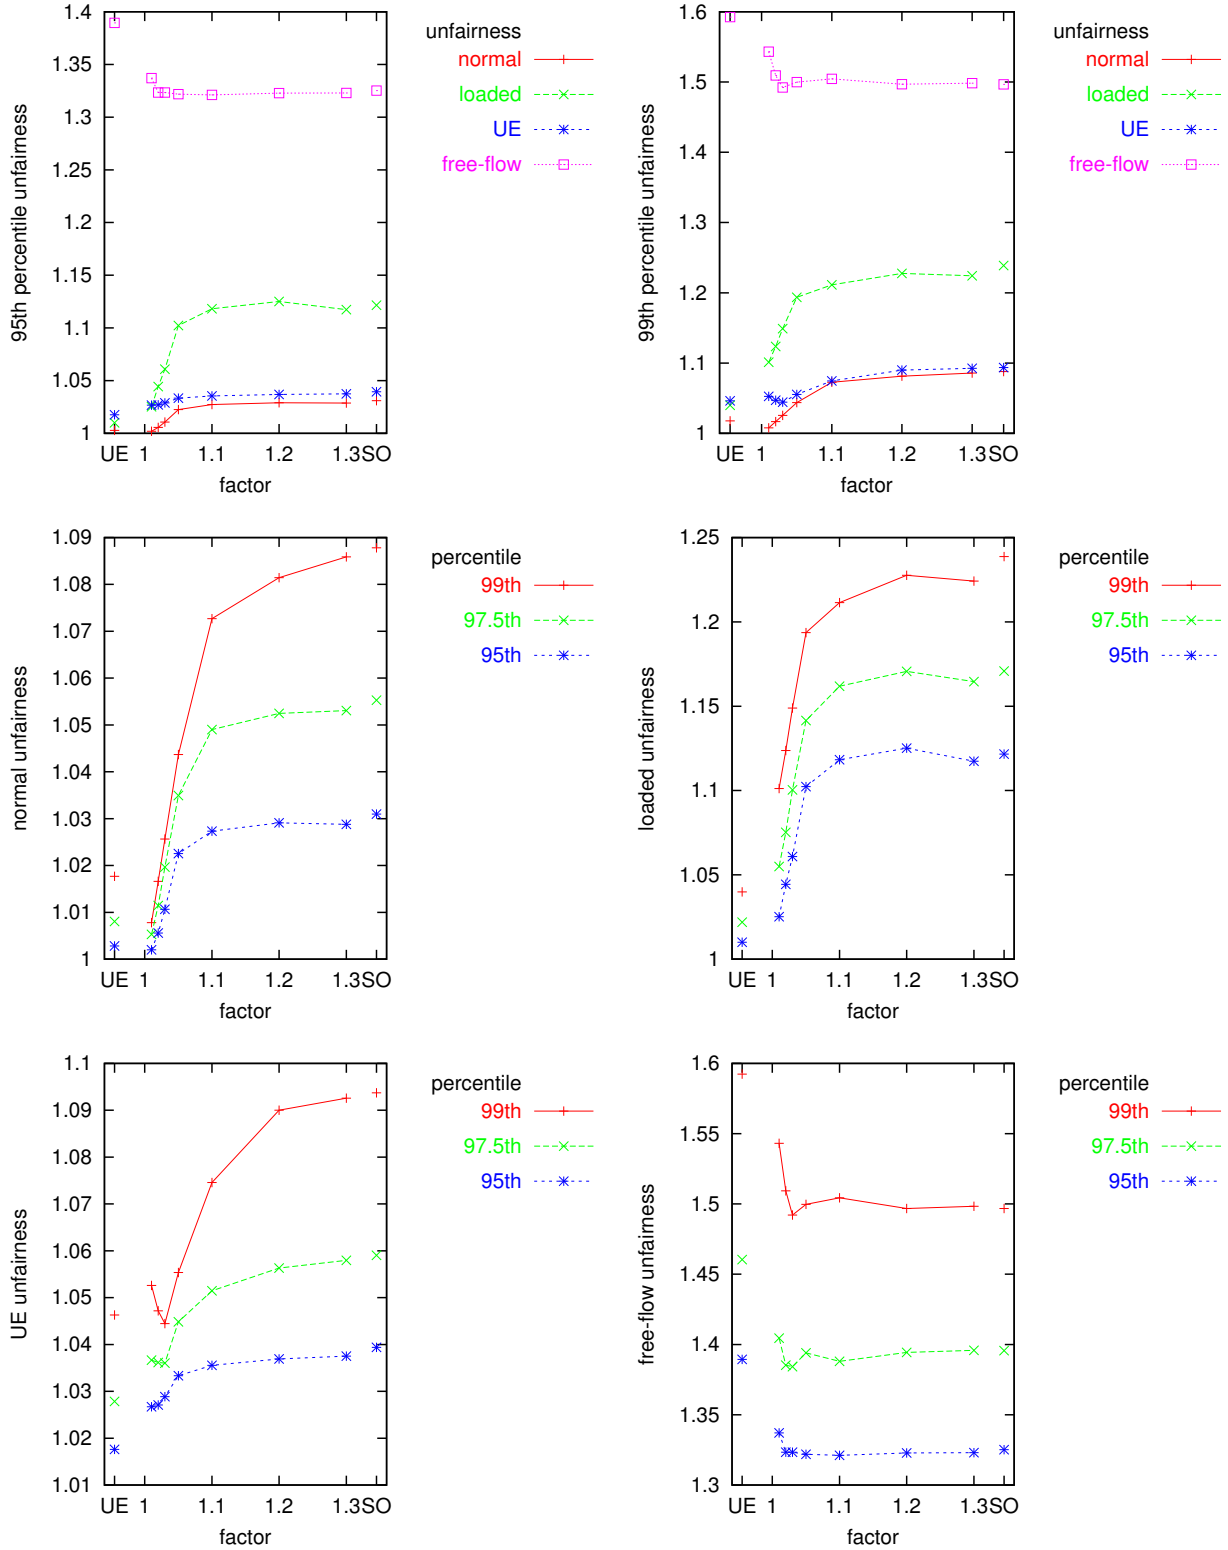 1.4
1.35
1.3
1.25
1.2
1.15
1.1
1.05
1
UE 1 1.1 1.2 1.3SO
factor
95th percentile unfairness
unfairness
normal
loaded
UE
free-flow
1.6
1.5
1.4
1.3
1.2
1.1
1
UE 1 1.1 1.2 1.3SO
factor
99th percentile unfairness
unfairness
normal
loaded
UE
free-flow
1.09
1.08
1.07
1.06
1.05
1.04
1.03
1.02
1.01
1
UE 1 1.1 1.2 1.3SO
factor
normal unfairness
percentile
99th
97.5th
95th
1.25
1.2
1.15
1.1
1.05
1
UE 1 1.1 1.2 1.3SO
factor
loaded unfairness
percentile
99th
97.5th
95th
1.1
1.09
1.08
1.07
1.06
1.05
1.04
1.03
1.02
1.01
UE 1 1.1 1.2 1.3SO
factor
UE unfairness
percentile
99th
97.5th
95th
1.6
1.55
1.5
1.45
1.4
1.35
1.3
UE 1 1.1 1.2 1.3SO
factor
free-flow unfairness
percentile
99th
97.5th
95th